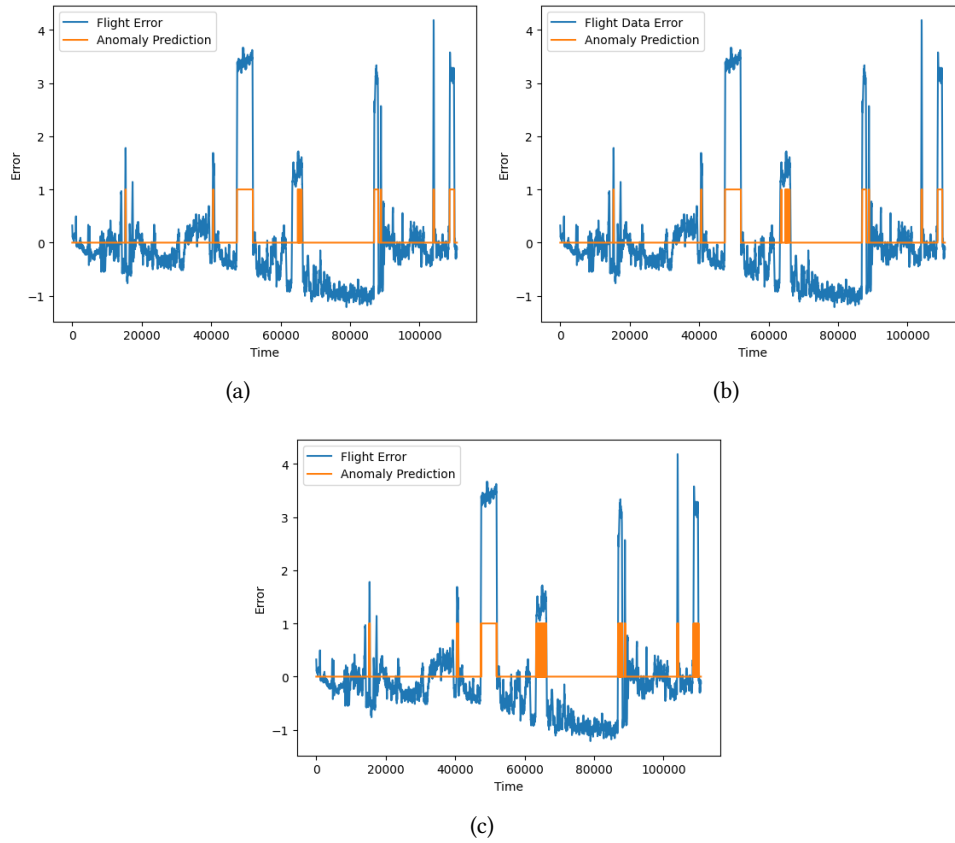 Flight Error
Anomaly Prediction
4
3
2
1
0
−1
Error
0 20000 40000 60000 80000 100000
Time
(a)
Flight Data Error
Anomaly Prediction
4
3
2
1
0
−1
Error
0 20000 40000 60000 80000 100000
Time
(b)
Flight Error
Anomaly Prediction
4
3
2
1
0
−1
Error
0 20000 40000 60000 80000 100000
Time
(c)